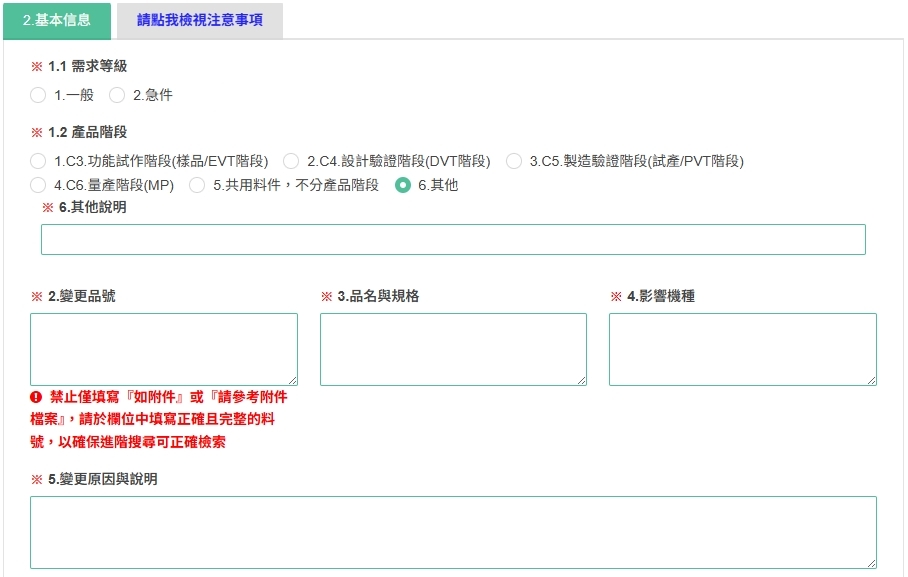 2.基本信息
請點我檢視注意事項
※ 1.1 需求等級
1.一般 2.急件
※ 1.2 產品階段
1.C3.功能試作階段(樣品/EVT階段) 2.C4.設計驗證階段(DVT階段) 3.C5.製造驗證階段(試產/PVT階段)
4.C6.量產階段(MP) 5.共用料件，不分產品階段 6.其他
※ 6.其他說明
※ 2.變更品號
※ 3.品名與規格
※ 4.影響機種
禁止僅填寫『如附件』或『請參考附件
檔案』，請於欄位中填寫正確且完整的料
號，以確保進階搜尋可正確檢索
※ 5.變更原因與說明